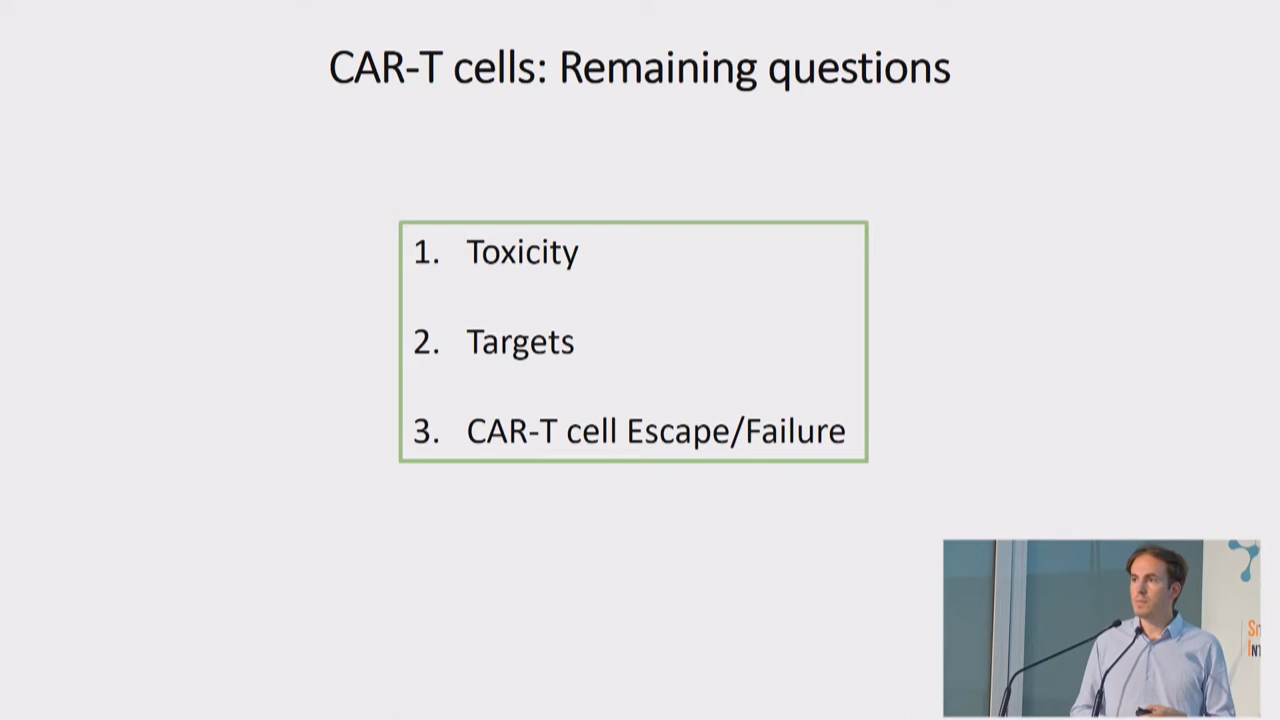 CAR-T cells: Remaining questions
1. Toxicity
2. Targets
3. CAR-T cell Escape/Failure